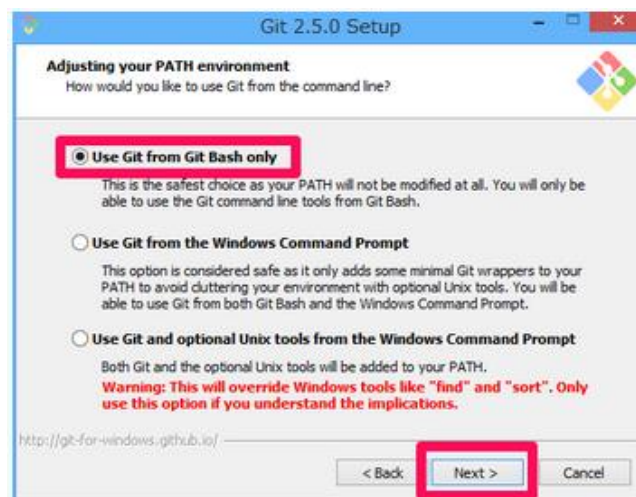 Git 2.5.0 Setup
Adjusting your PATH environment
How would you like to use Git from the command line?
Use Git from Git Bash only
This is the safest choice as your PATH will not be modified at all. You will only be
able to use the Git command line tools from Git Bash.
Use Git from the Windows Command Prompt
This option is considered safe as it only adds some minimal Git wrappers to your
PATH to avoid cluttering your environment with optional Unix tools. You will be
able to use Git from both Git Bash and the Windows Command Prompt.
Use Git and optional Unix tools from the Windows Command Prompt
Both Git and the optional Unix tools will be added to your PATH.
Warning: This will override Windows tools like "find" and "sort". Only
use this option if you understand the implications.
http://git-for-windows.github.io/
< Back Next > Cancel